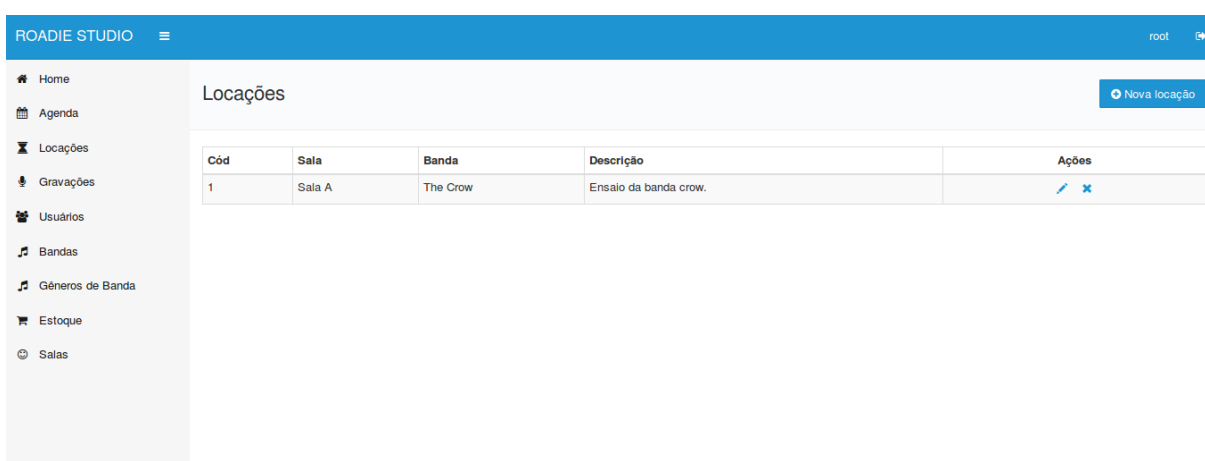 ROADIE STUDIO root
Home
Agenda
Locações
Gravações
Usuários
Bandas
Gêneros de Banda
Estoque
Salas
Locações Nova locação
Cód Sala Banda Descrição Ações
1 Sala A The Crow Ensaio da banda crow.